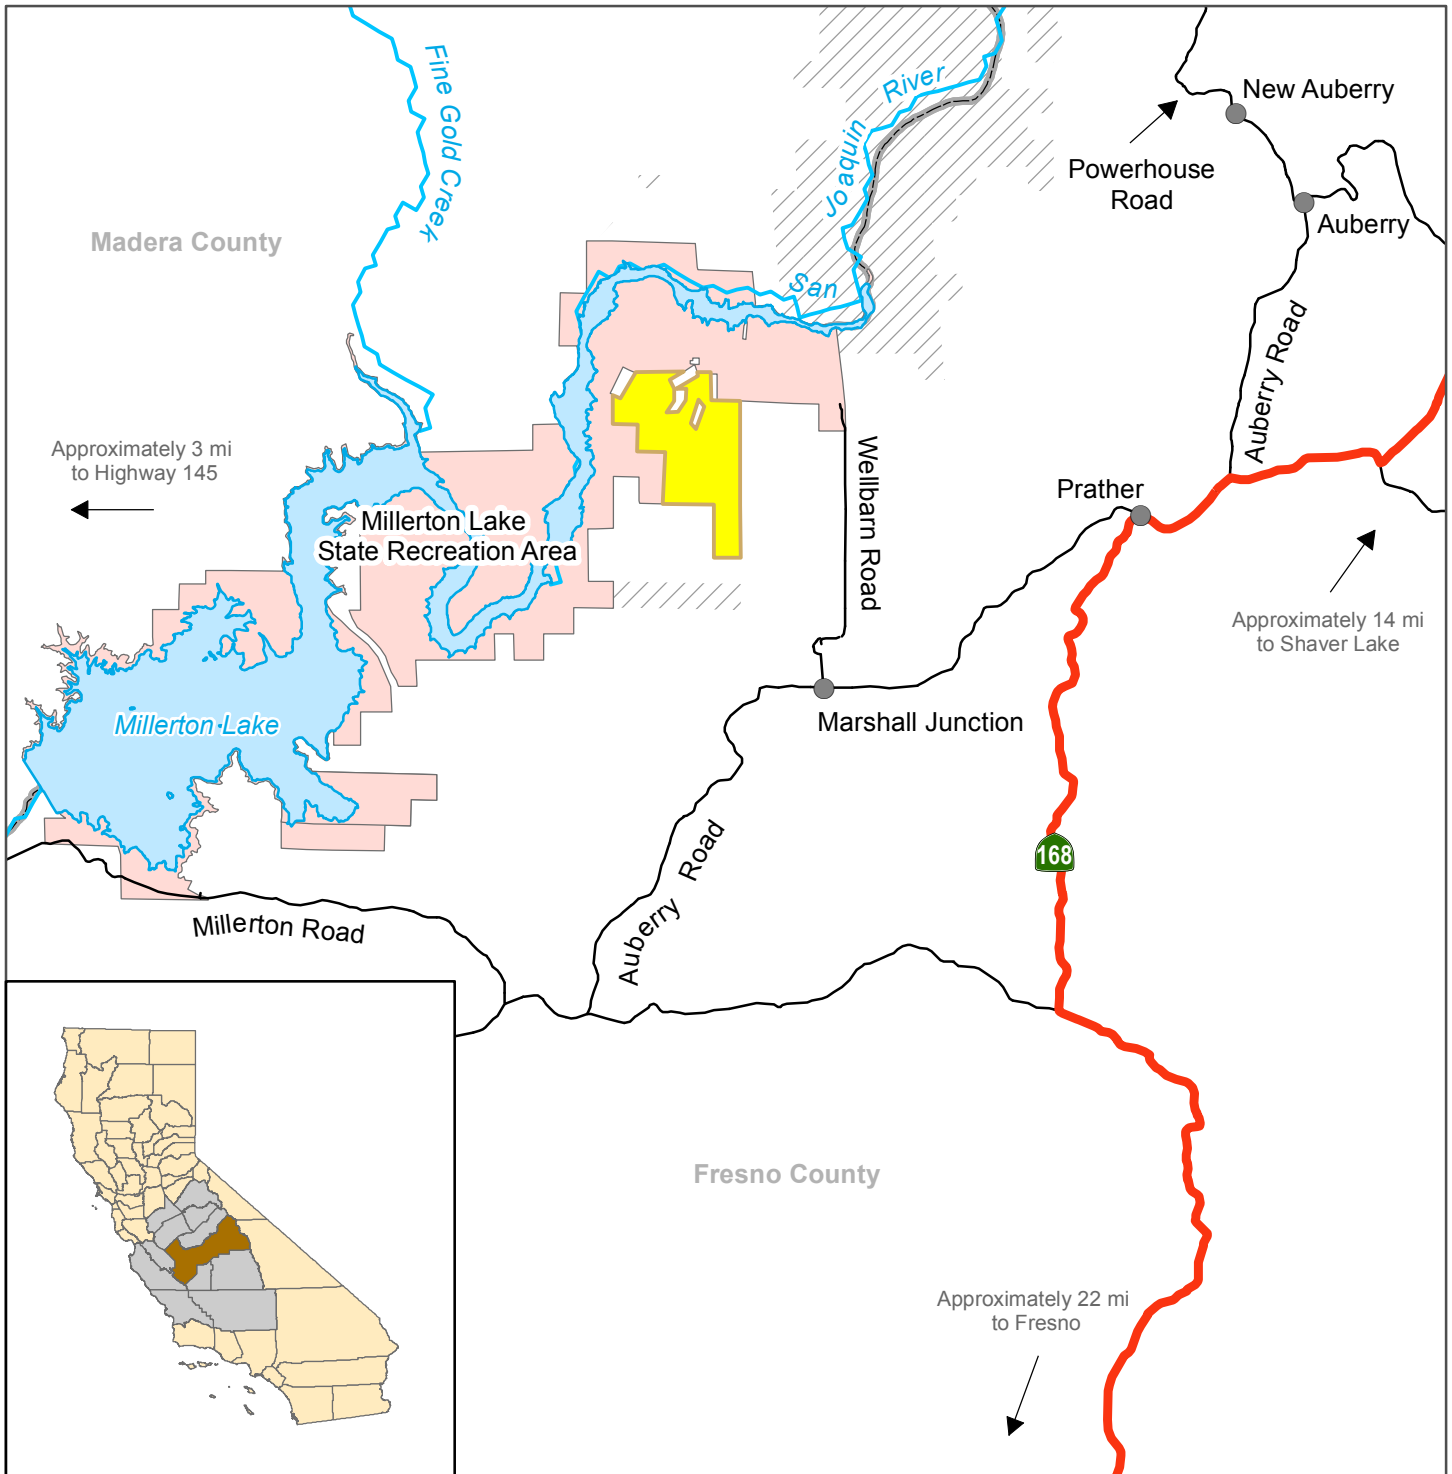 Fine Gold Creek
River
Joaquin
San
New Auberry
Powerhouse
Road
Auberry
Madera County
Auberry Road
Approximately 3 mi
to Highway 145
Wellbarn Road
Prather
Millerton Lake
State Recreation Area
Approximately 14 mi
to Shaver Lake
Millerton Lake
Marshall Junction
168
Auberry Road
Millerton Road
Fresno County
Approximately 22 mi
to Fresno